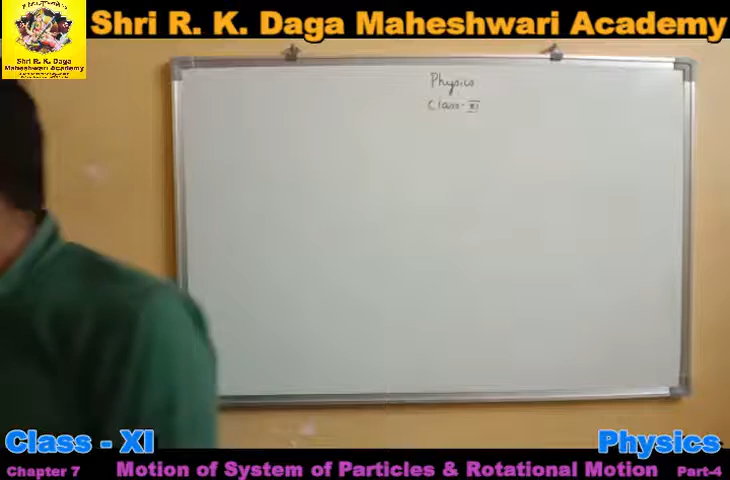 Shri R. K. Daga Maheshwari Academy
Shri R. K. Daga
Maheshwari Academy
Physics
Class - XI
Class - XI
Physics
Chapter 7
Motion of System of Particles & Rotational Motion
Part-4